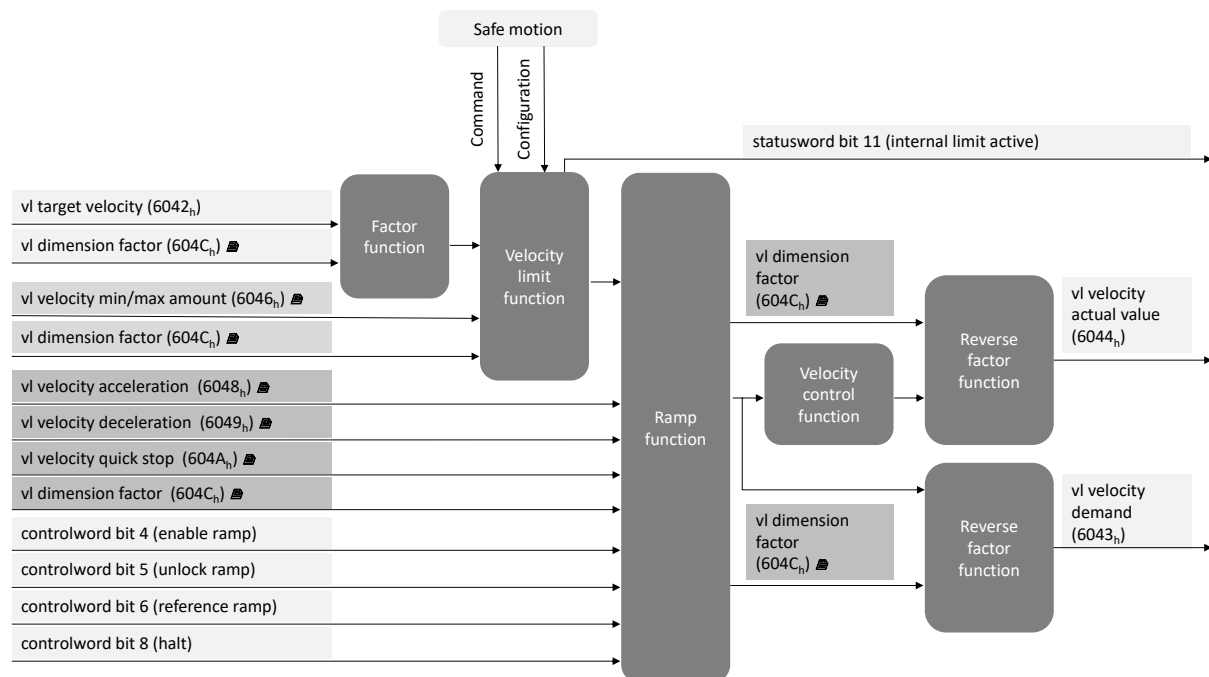 Safe motion
Command
Configuration
statusword bit 11 (internal limit active)
vl target velocity (6042h)
vl dimension factor (604Ch)
Factor
function
vl velocity min/max amount (6046h)
vl dimension factor (604Ch)
Velocity
limit
function
vl velocity acceleration (6048h)
vl velocity deceleration (6049h)
vl velocity quick stop (604Ah)
vl dimension factor (604Ch)
controlword bit 4 (enable ramp)
controlword bit 5 (unlock ramp)
controlword bit 6 (reference ramp)
controlword bit 8 (halt)
Ramp
function
vl dimension
factor
(604Ch)
Velocity
control
function
Reverse
factor
function
vl velocity
actual value
(6044h)
vl dimension
factor
(604Ch)
Reverse
factor
function
vl velocity
demand
(6043h)